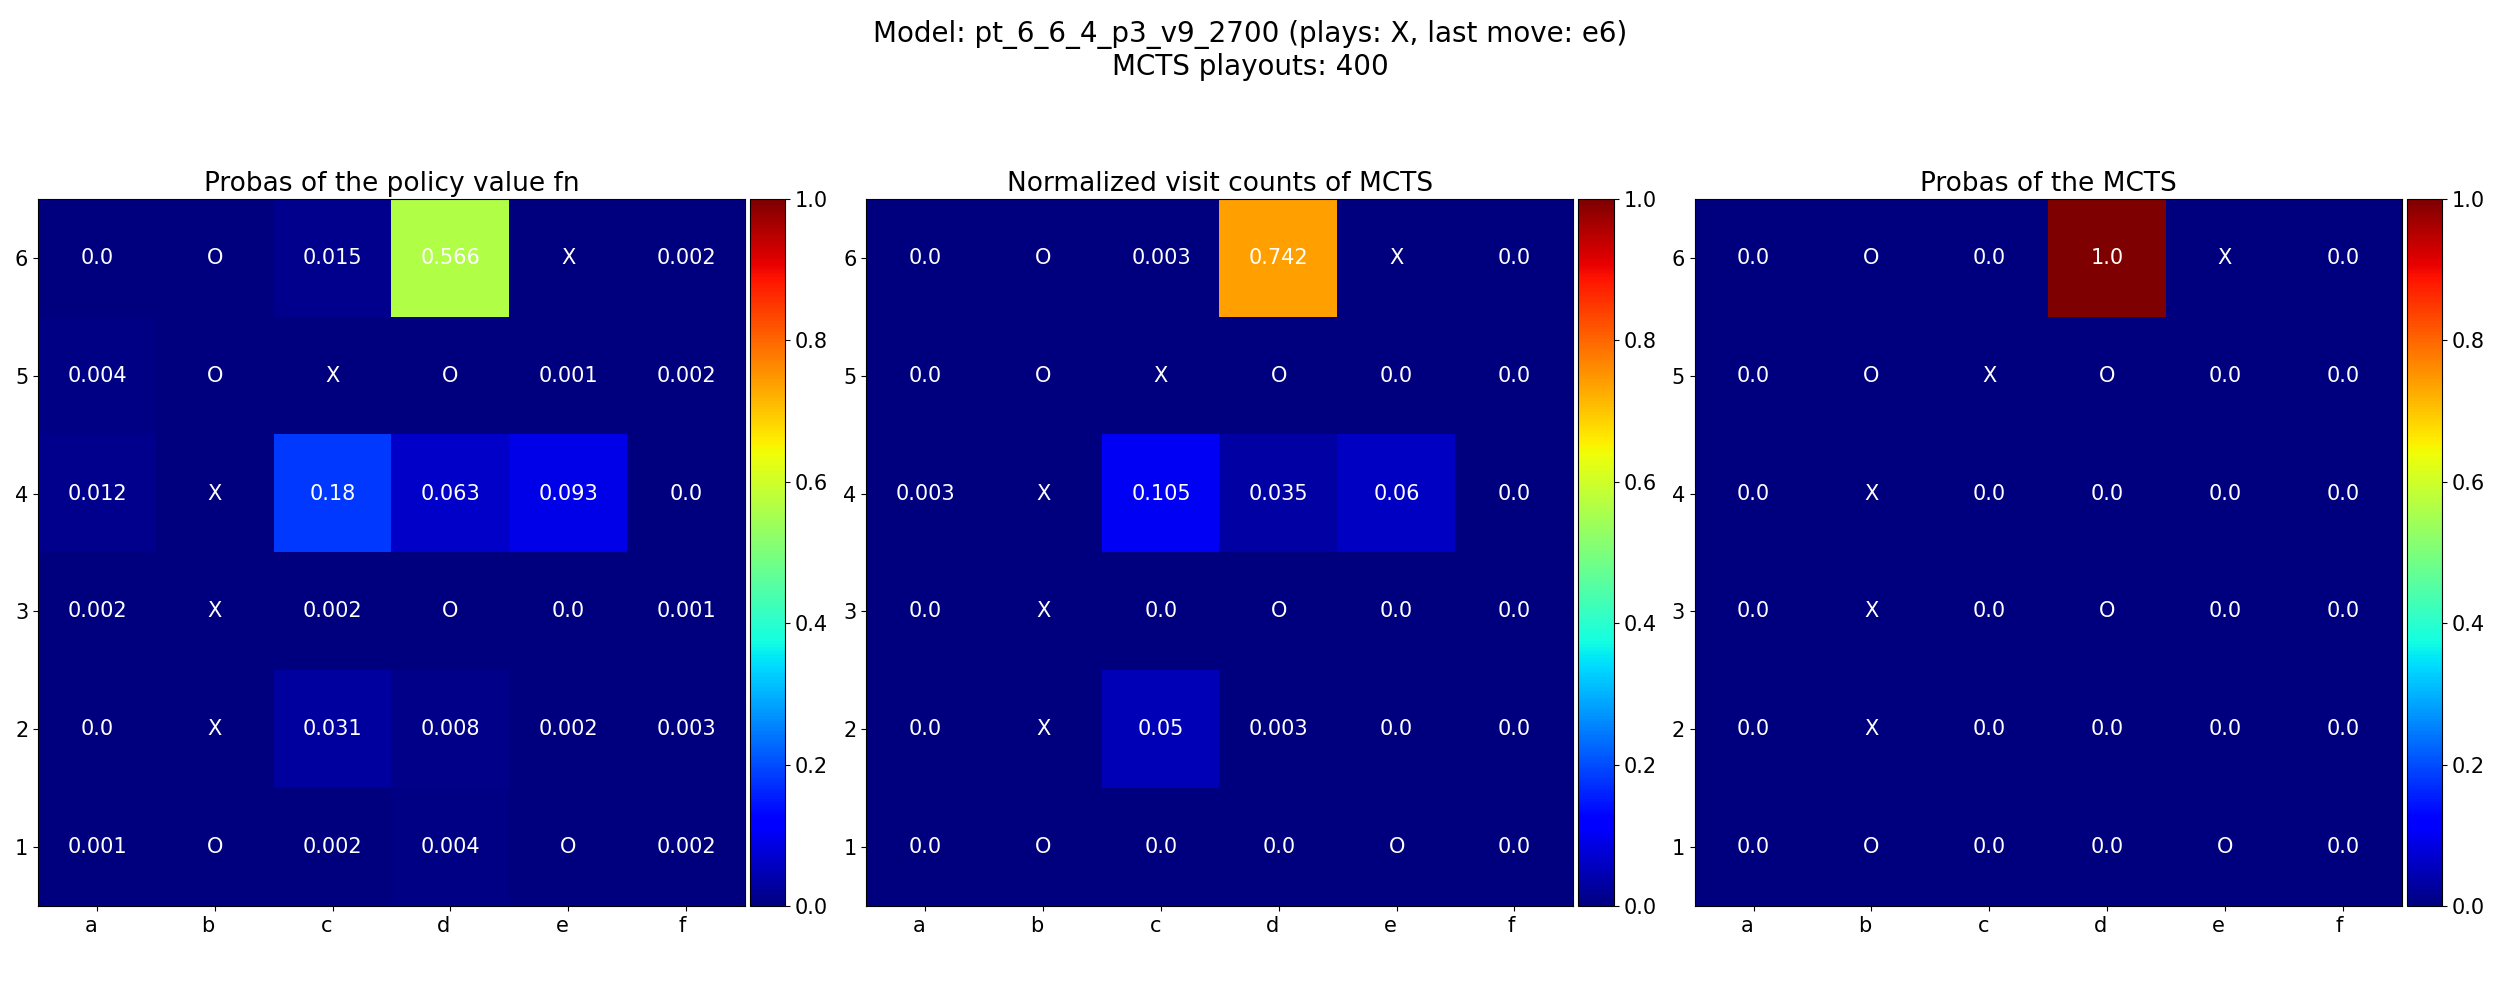 Model: pt_6_6_4_p3_v9_2700 (plays: X, last move: e6)
MCTS playouts: 400
Probas of the policy value fn
6 0.0 O 0.015 0.566 X 0.002
5 0.004 O X O 0.001 0.002
4 0.012 X 0.18 0.063 0.093 0.0
3 0.002 X 0.002 O 0.0 0.001
2 0.0 X 0.031 0.008 0.002 0.003
1 0.001 O 0.002 0.004 O 0.002
a b c d e f
1.0
0.8
0.6
0.4
0.2
0.0
Normalized visit counts of MCTS
6 0.0 O 0.003 0.742 X 0.0
5 0.0 O X O 0.0 0.0
4 0.003 X 0.105 0.035 0.06 0.0
3 0.0 X 0.0 O 0.0 0.0
2 0.0 X 0.05 0.003 0.0 0.0
1 0.0 O 0.0 0.0 O 0.0
a b c d e f
1.0
0.8
0.6
0.4
0.2
0.0
Probas of the MCTS
6 0.0 O 0.0 1.0 X 0.0
5 0.0 O X O 0.0 0.0
4 0.0 X 0.0 0.0 0.0 0.0
3 0.0 X 0.0 O 0.0 0.0
2 0.0 X 0.0 0.0 0.0 0.0
1 0.0 O 0.0 0.0 O 0.0
a b c d e f
1.0
0.8
0.6
0.4
0.2
0.0